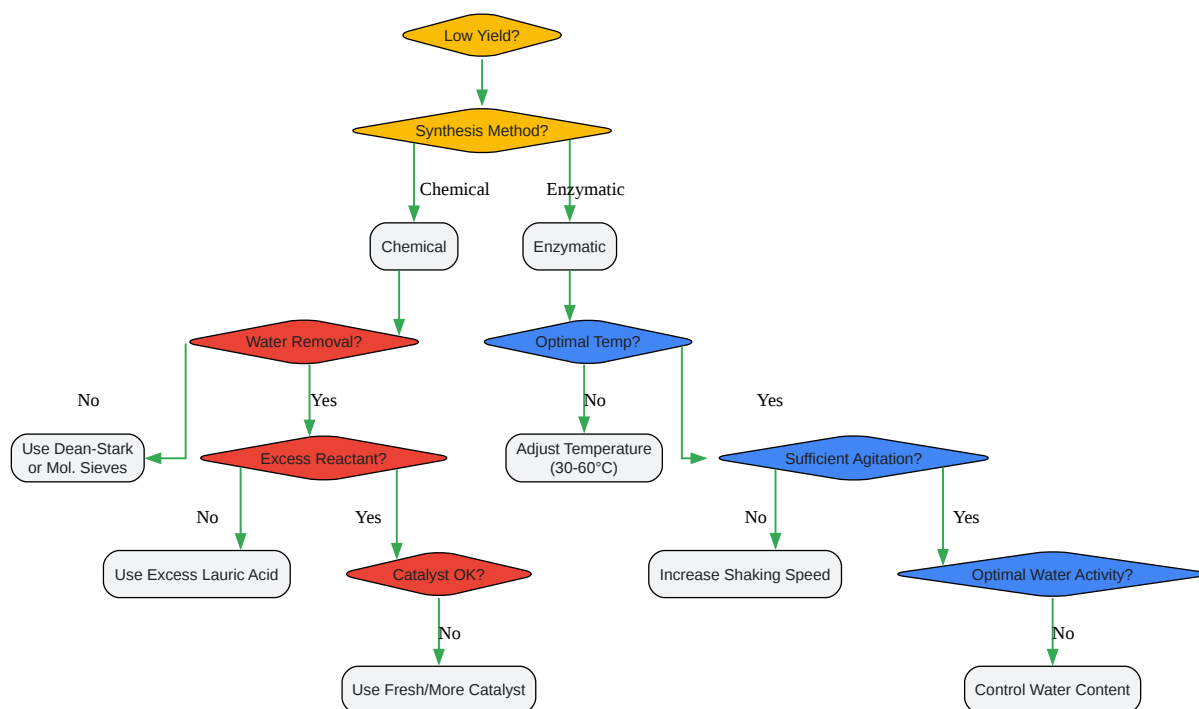 Low Yield?
Synthesis Method?
Chemical
Enzymatic
Chemical
Enzymatic
Water Removal?
Optimal Temp?
No
Yes
No
Yes
Use Dean-Stark
or Mol. Sieves
Excess Reactant?
Adjust Temperature
(30-60°C)
Sufficient Agitation?
No
Yes
No
Yes
Use Excess Lauric Acid
Catalyst OK?
Increase Shaking Speed
Optimal Water Activity?
No
No
Use Fresh/More Catalyst
Control Water Content